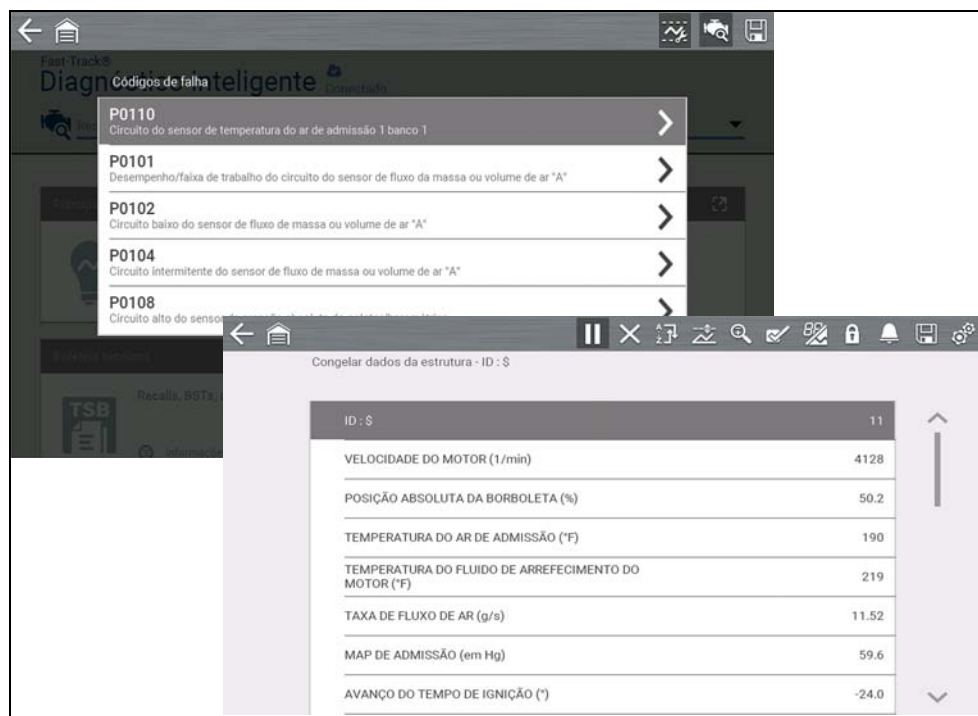 Fast-Track®
Diagnóstico inteligente
Conectado
Códigos de falha
P0110
Circuito do sensor de temperatura do ar de admissão 1 banco 1
P0101
Desempenho/faixa de trabalho do circuito do sensor de fluxo da massa ou volume de ar "A"
P0102
Circuito baixo do sensor de fluxo de massa ou volume de ar "A"
P0104
Circuito intermitente do sensor de fluxo de massa ou volume de ar "A"
P0108
Circuito alto do sensor
TSB
Recalls, BSTs,
Congelar dados da estrutura - ID : $
ID : $ 11
VELOCIDADE DO MOTOR (1/min) 4128
POSIÇÃO ABSOLUTA DA BORBOLETA (%) 50.2
TEMPERATURA DO AR DE ADMISSÃO (°F) 190
TEMPERATURA DO FLUIDO DE ARREFECIMENTO DO
MOTOR (°F) 219
TAXA DE FLUXO DE AR (g/s) 11.52
MAP DE ADMISSÃO (em Hg) 59.6
AVANÇO DO TEMPO DE IGNIÇÃO (°) -24.0